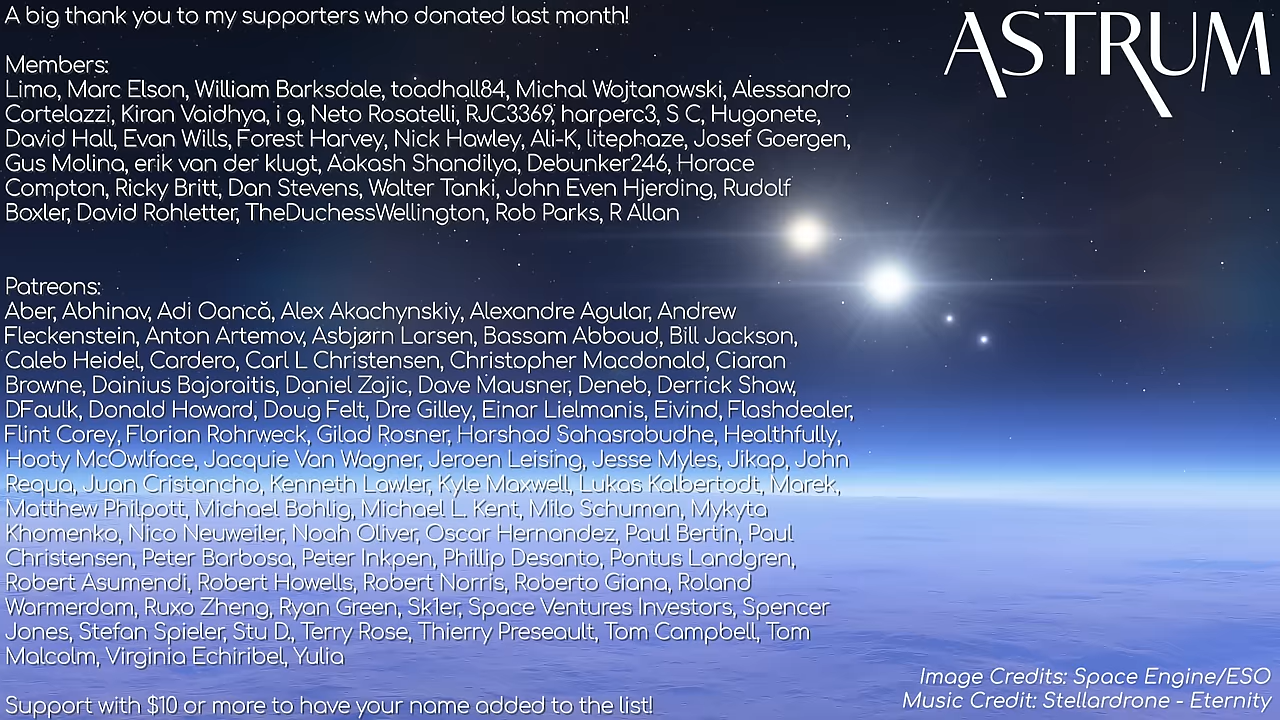 A big thank you to my supporters who donated last month!
ASTRUM
Members:
Limo, Marc Elson, William Barksdale, toadhall84, Michal Wojtanowski, Alessandro
Cortelazzi, Kiran Vaidhya, i g, Neto Rosatelli, RJC3369, harperc3, S C, Hugonete,
David Hall, Evan Wills, Forest Harvey, Nick Hawley, Ali-K, litephaze, Josef Goergen,
Gus Molina, erik van der klugt, Aakash Shandilya, Debunker246, Horace
Compton, Ricky Britt, Dan Stevens, Walter Tanki, John Even Hjerding, Rudolf
Boxler, David Rohletter, TheDuchessWellington, Rob Parks, R Allan
Patreons:
Aber, Abhinav, Adi Oancă, Alex Akachynskiy, Alexandre Agular, Andrew
Fleckenstein, Anton Artemov, Asbjørn Larsen, Bassam Abboud, Bill Jackson,
Caleb Heidel, Cardero, Carl L Christensen, Christopher Macdonald, Ciaran
Browne, Dainius Bajoraitis, Daniel Zajic, Dave Mausner, Deneb, Derrick Shaw,
DFaulk, Donald Howard, Doug Felt, Dre Gilley, Einar Lielmanis, Eivind, Flashdealer,
Flint Corey, Florian Rohrweck, Gilad Rosner, Harshad Sahasrabudhe, Healthfully,
Hooty McOwlface, Jacquie Van Wagner, Jeroen Leising, Jesse Myles, Jikap, John
Requa, Juan Cristancho, Kenneth Lawler, Kyle Maxwell, Lukas Kalbertodt, Marek,
Matthew Philpott, Michael Bohlig, Michael L. Kent, Milo Schuman, Mykyta
Khomenko, Nico Neuweiler, Noah Oliver, Oscar Hernandez, Paul Bertin, Paul
Christensen, Peter Barbosa, Peter Inkpen, Phillip Desanto, Pontus Landgren,
Robert Asumendi, Robert Howells, Robert Norris, Roberto Giana, Roland
Warmerdam, Ruxo Zheng, Ryan Green, Sk1er, Space Ventures Investors, Spencer
Jones, Stefan Spieler, Stu D, Terry Rose, Thierry Preseault, Tom Campbell, Tom
Malcolm, Virginia Echiribel, Yulia
Support with $10 or more to have your name added to the list!
Image Credits: Space Engine/ESO
Music Credit: Stellardrone - Eternity